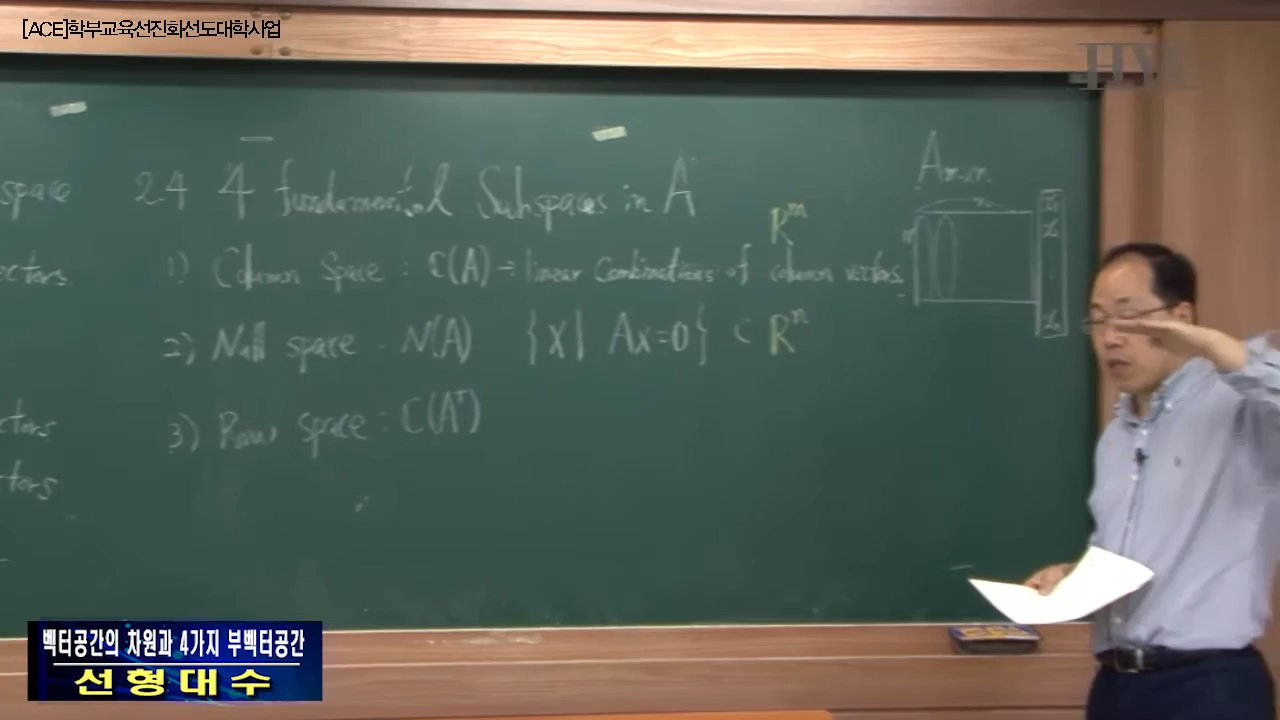 [ACE]학부교육선진화선도대학사업
space
2.4 4 fundamental Subspaces in A
R^m
ectors.
1) Column Space : C(A) → linear Combinations of column vectors.
2) Null space . N(A) {x| Ax=0} ⊂ R^n
3) Row space : C(Aᵀ)
ctors
ctors
A m×n
벡터공간의 차원과 4가지 부벡터공간
선형대수